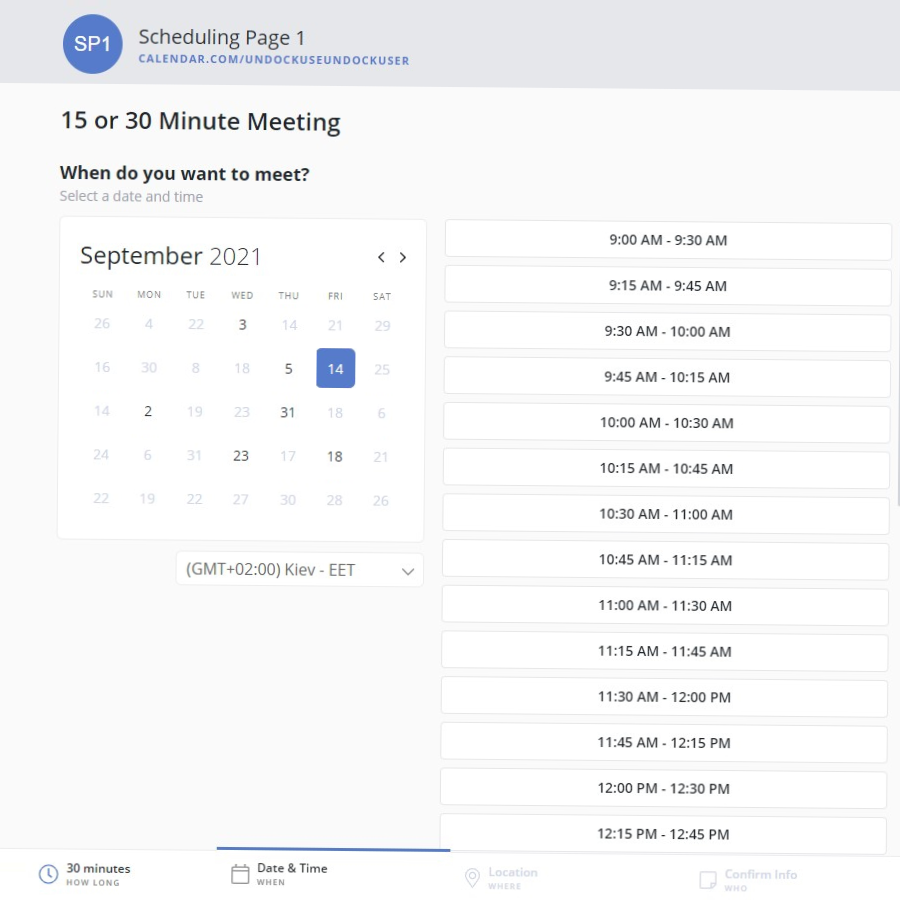 SP1
Scheduling Page 1
CALENDAR.COM/UNDOCKUSEUNDOCKUSER
15 or 30 Minute Meeting
When do you want to meet?
Select a date and time
September 2021
SUN MON TUE WED THU FRI SAT
26 4 22 3 14 21 29
16 30 8 18 5 14 25
14 2 19 23 31 18 6
24 6 31 23 17 18 21
22 19 22 27 30 28 26
(GMT+02:00) Kiev - EET
9:00 AM - 9:30 AM
9:15 AM - 9:45 AM
9:30 AM - 10:00 AM
9:45 AM - 10:15 AM
10:00 AM - 10:30 AM
10:15 AM - 10:45 AM
10:30 AM - 11:00 AM
10:45 AM - 11:15 AM
11:00 AM - 11:30 AM
11:15 AM - 11:45 AM
11:30 AM - 12:00 PM
11:45 AM - 12:15 PM
12:00 PM - 12:30 PM
12:15 PM - 12:45 PM
30 minutes
HOW LONG
Date & Time
WHEN
Location
WHERE
Confirm Info
WHO